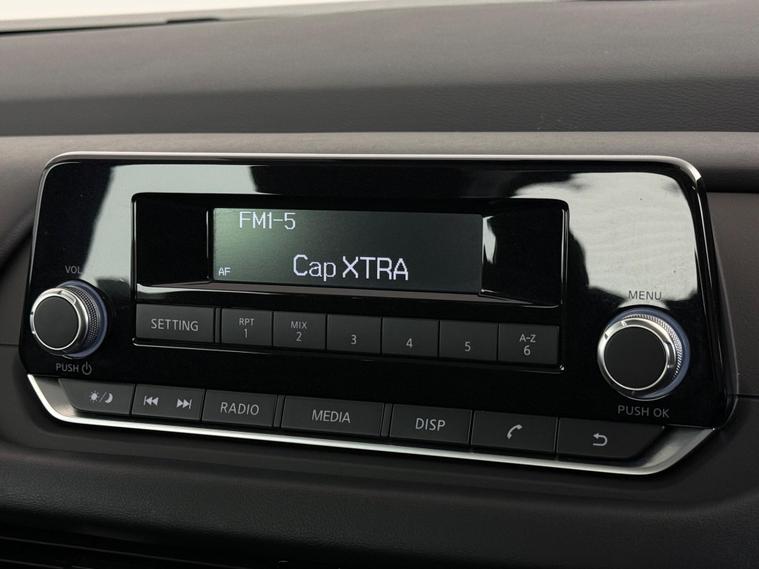 FM1-5
AF
Cap XTRA
VOL
PUSH
MENU
PUSH OK
SETTING
RPT
1
MIX
2
3
4
5
A-Z
6
RADIO
MEDIA
DISP